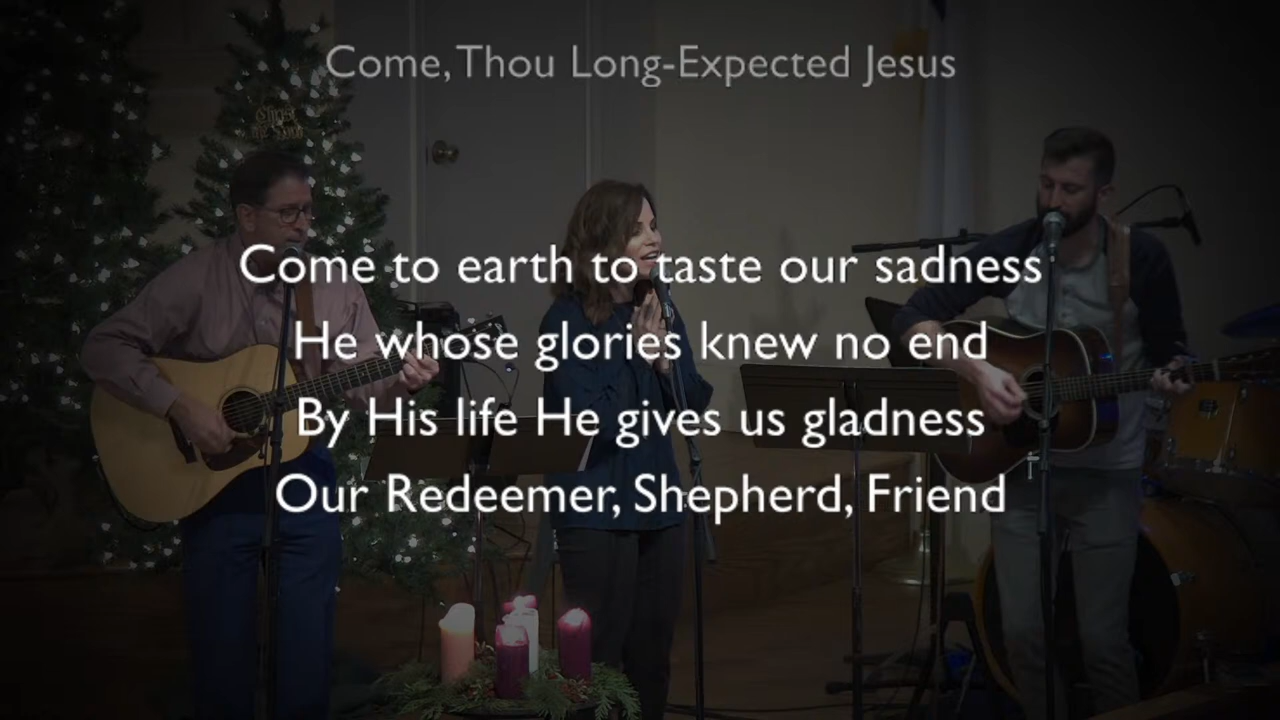 Come, Thou Long-Expected Jesus
Come to earth to taste our sadness
He whose glories knew no end
By His life He gives us gladness
Our Redeemer, Shepherd, Friend